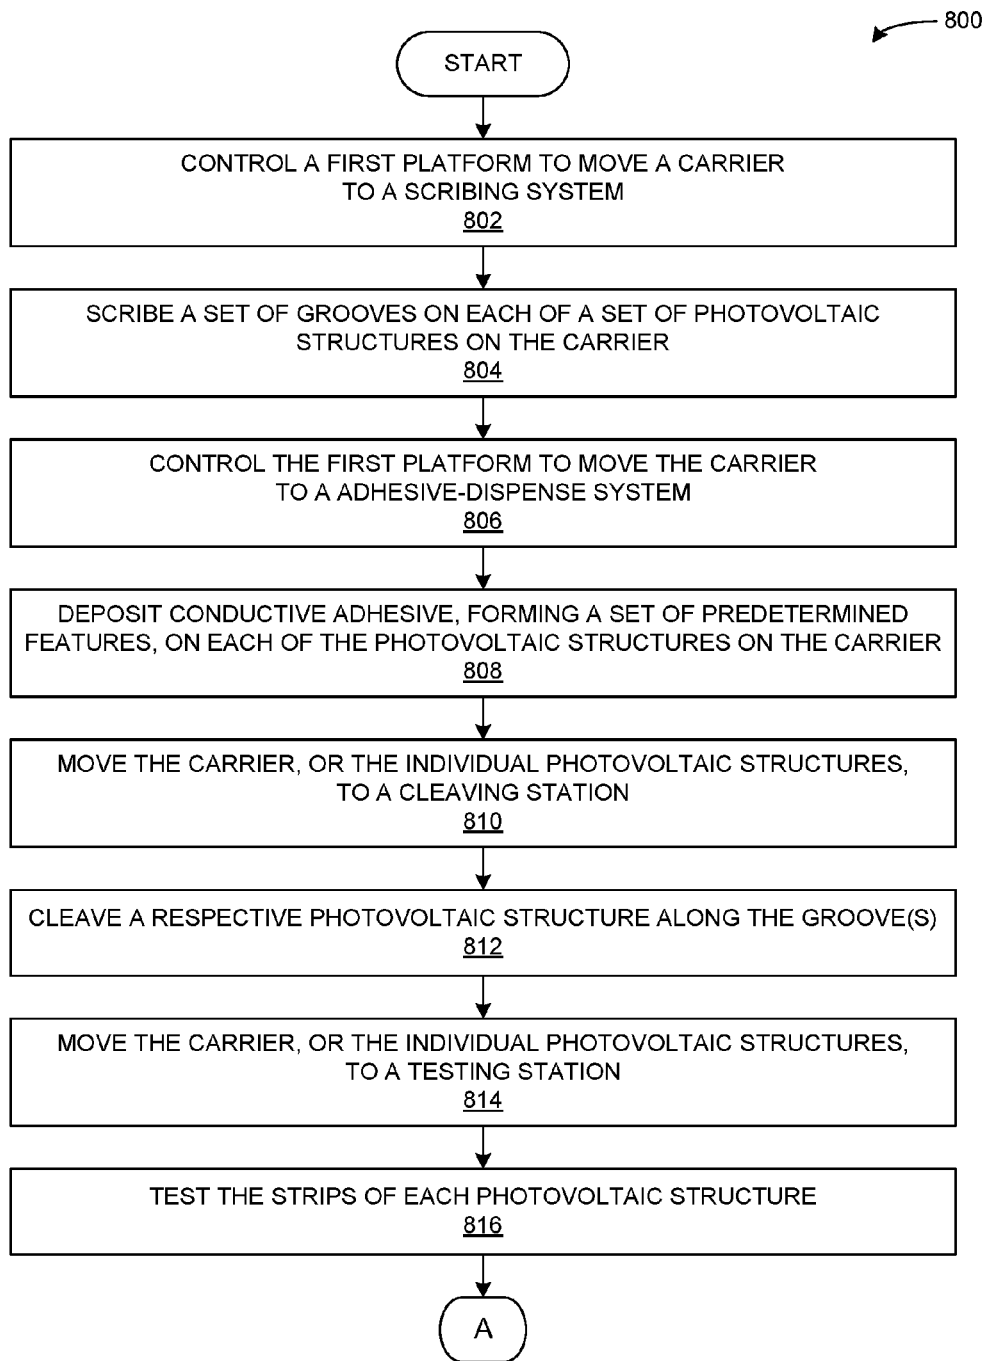 800
START
CONTROL A FIRST PLATFORM TO MOVE A CARRIER
TO A SCRIBING SYSTEM
802
SCRIBE A SET OF GROOVES ON EACH OF A SET OF PHOTOVOLTAIC
STRUCTURES ON THE CARRIER
804
CONTROL THE FIRST PLATFORM TO MOVE THE CARRIER
TO A ADHESIVE-DISPENSE SYSTEM
806
DEPOSIT CONDUCTIVE ADHESIVE, FORMING A SET OF PREDETERMINED
FEATURES, ON EACH OF THE PHOTOVOLTAIC STRUCTURES ON THE CARRIER
808
MOVE THE CARRIER, OR THE INDIVIDUAL PHOTOVOLTAIC STRUCTURES,
TO A CLEAVING STATION
810
CLEAVE A RESPECTIVE PHOTOVOLTAIC STRUCTURE ALONG THE GROOVE(S)
812
MOVE THE CARRIER, OR THE INDIVIDUAL PHOTOVOLTAIC STRUCTURES,
TO A TESTING STATION
814
TEST THE STRIPS OF EACH PHOTOVOLTAIC STRUCTURE
816
A